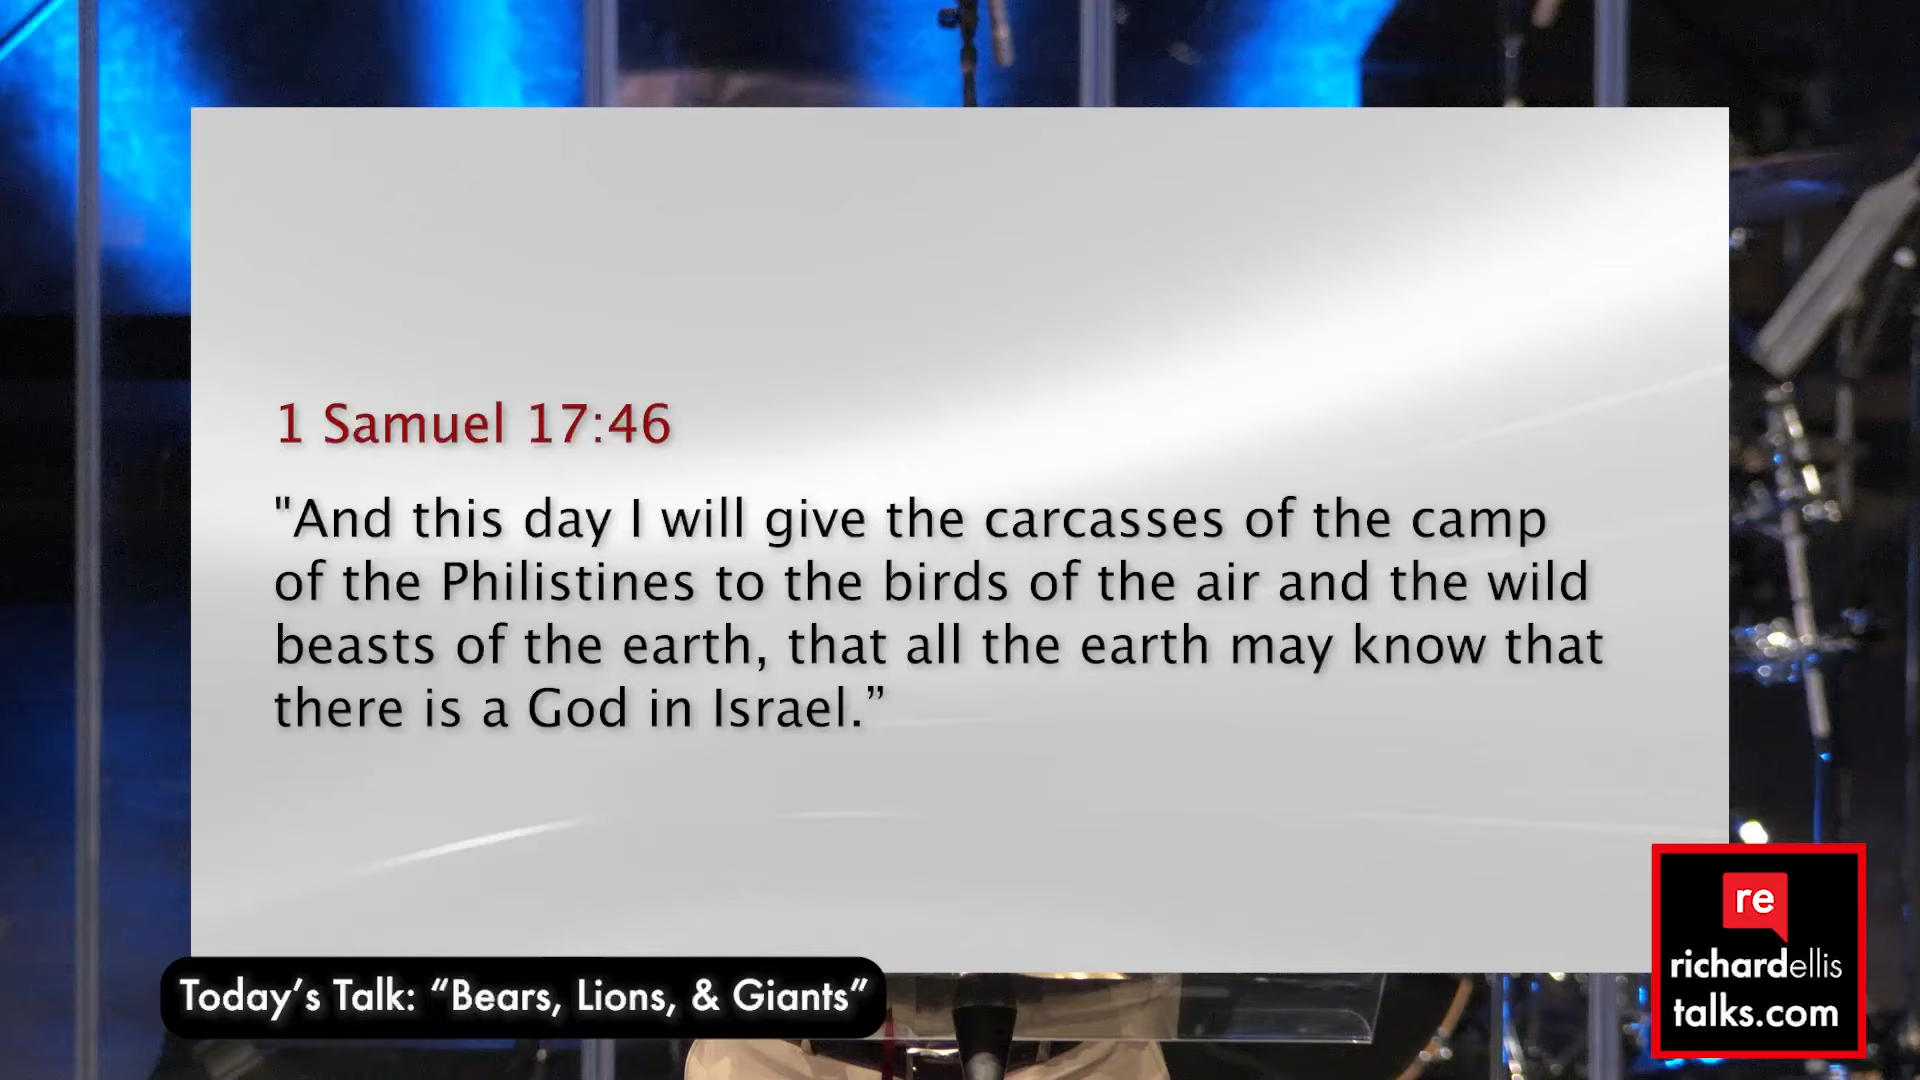 1 Samuel 17:46
"And this day I will give the carcasses of the camp
of the Philistines to the birds of the air and the wild
beasts of the earth, that all the earth may know that
there is a God in Israel.”
Today’s Talk: “Bears, Lions, & Giants”
re
richardellis
talks.com